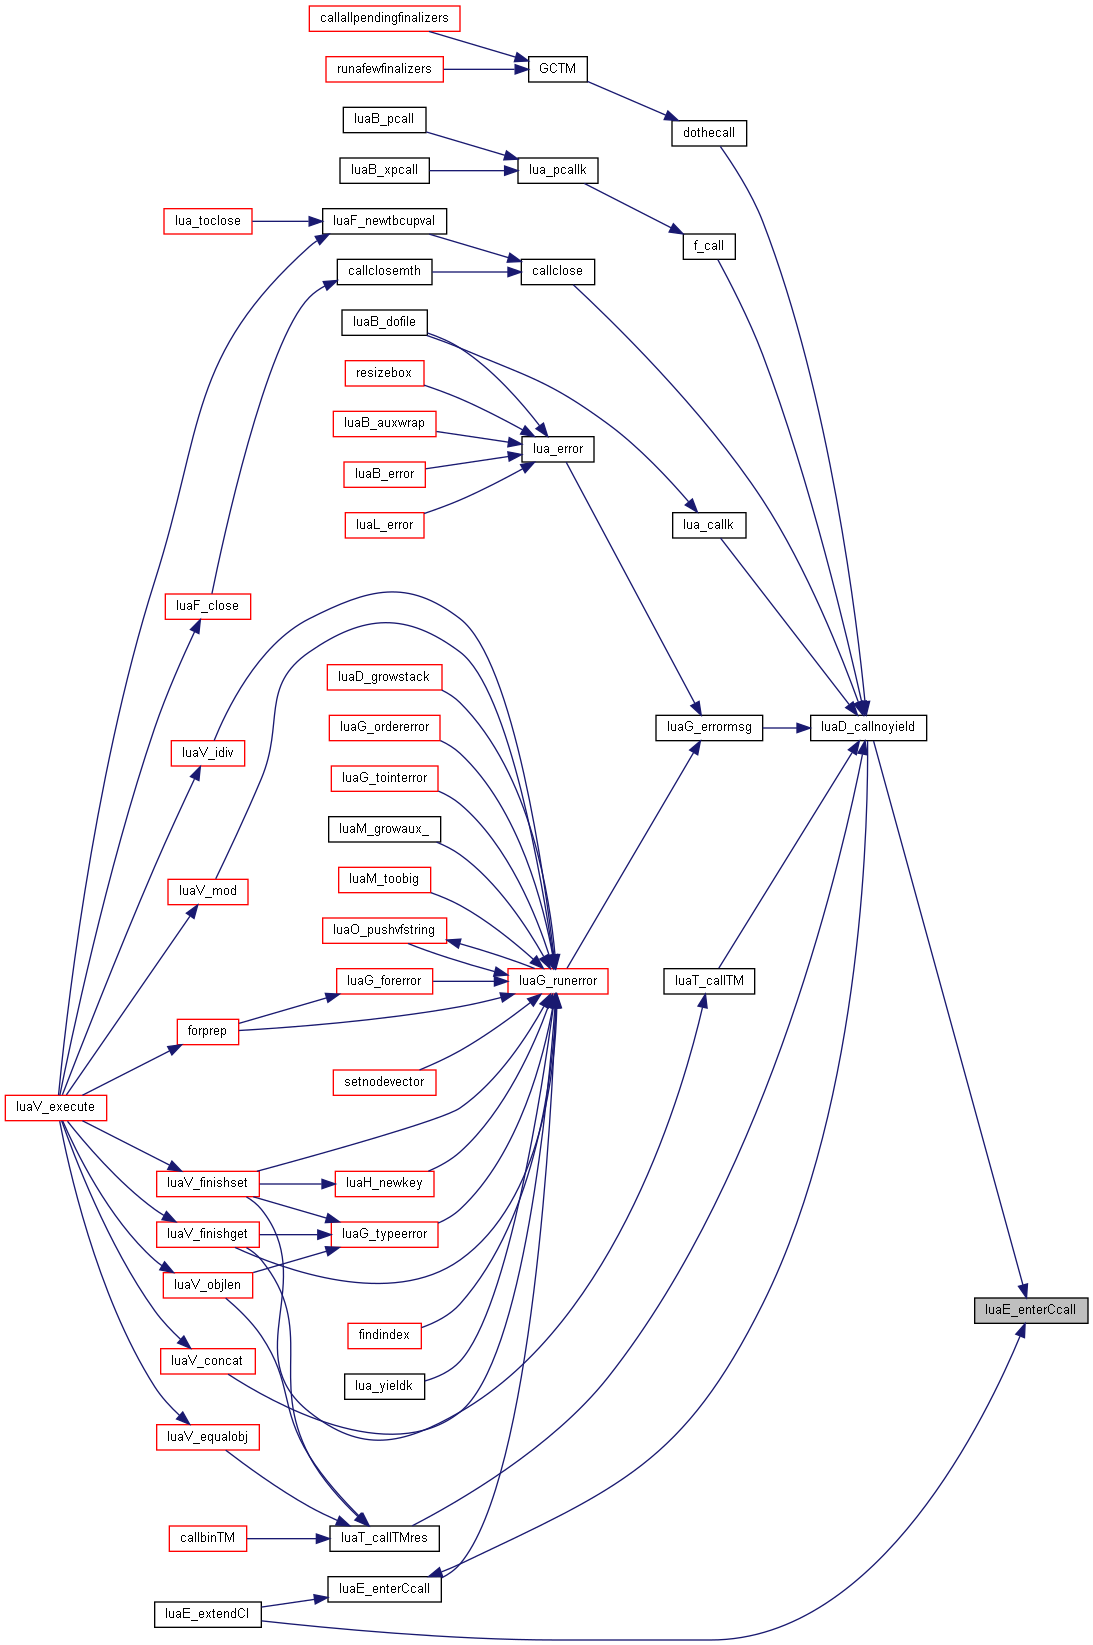 callallpendingfinalizers
runafewfinalizers
GCTM
luaB_pcall
dothecall
luaB_xpcall
lua_pcallk
lua_toclose
luaF_newtbcupval
f_call
callclosemth
callclose
luaB_dofile
resizebox
luaB_auxwrap
lua_error
luaB_error
luaL_error
lua_callk
luaF_close
luaD_growstack
luaG_ordererror
luaG_errormsg
luaD_callnoyield
luaV_idiv
luaG_tointerror
luaM_growaux_
luaM_toobig
luaV_mod
luaO_pushvfstring
luaG_forerror
luaG_runerror
luaT_callTM
forprep
setnodevector
luaV_execute
luaV_finishset
luaH_newkey
luaV_finishget
luaG_typeerror
luaV_objlen
luaE_enterCcall
findindex
luaV_concat
lua_yieldk
luaV_equalobj
callbinTM
luaT_callTMres
luaE_enterCcall
luaE_extendCI